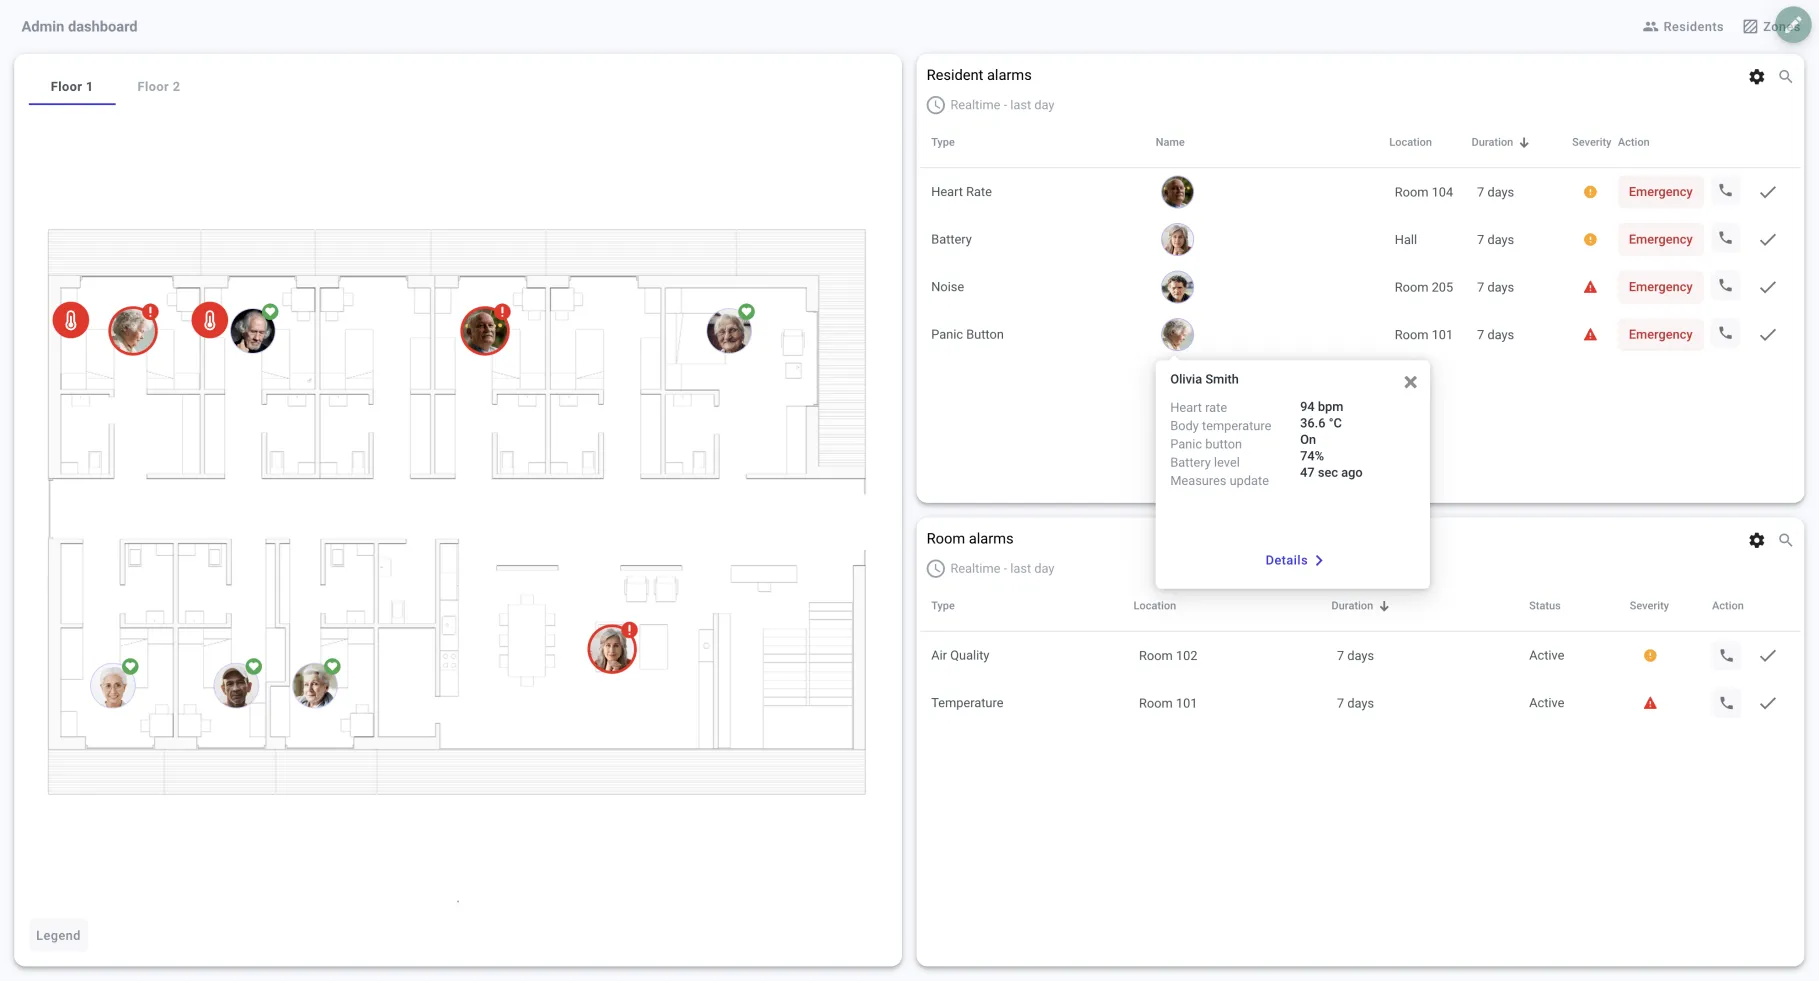 Admin dashboard
Residents
Zones
Floor 1 Floor 2
Legend
Resident alarms
Realtime - last day
Type Name Location Duration Severity Action
Heart Rate Room 104 7 days Emergency
Battery Hall 7 days Emergency
Noise Room 205 7 days Emergency
Panic Button Room 101 7 days Emergency
Olivia Smith
Heart rate 94 bpm
Body temperature 36.6 °C
Panic button On
Battery level 74%
Measures update 47 sec ago
Details
Room alarms
Realtime - last day
Type Location Duration Status Severity Action
Air Quality Room 102 7 days Active
Temperature Room 101 7 days Active